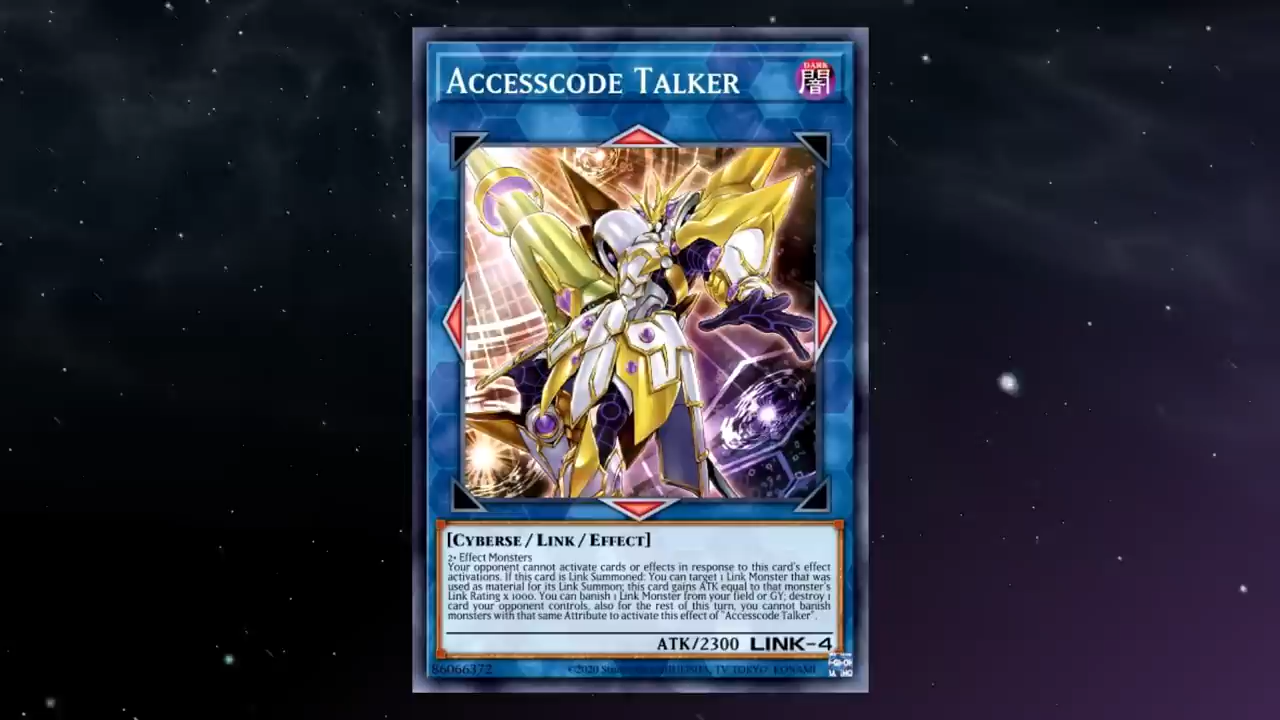 ACCESSCODE TALKER
DARK
闇
[CYBERSE / LINK / EFFECT]
2+ Effect Monsters
Your opponent cannot activate cards or effects in response to this card's effect
activations. If this card is Link Summoned: You can target 1 Link Monster that was
used as material for its Link Summon; this card gains ATK equal to that monster's
Link Rating x 1000. You can banish 1 Link Monster from your field or GY; destroy 1
card your opponent controls, also for the rest of this turn, you cannot banish
monsters with that same Attribute to activate this effect of "Accesscode Talker".
ATK/2300 LINK-4
86066372 ©2020 TV TOKYO, KONAMI